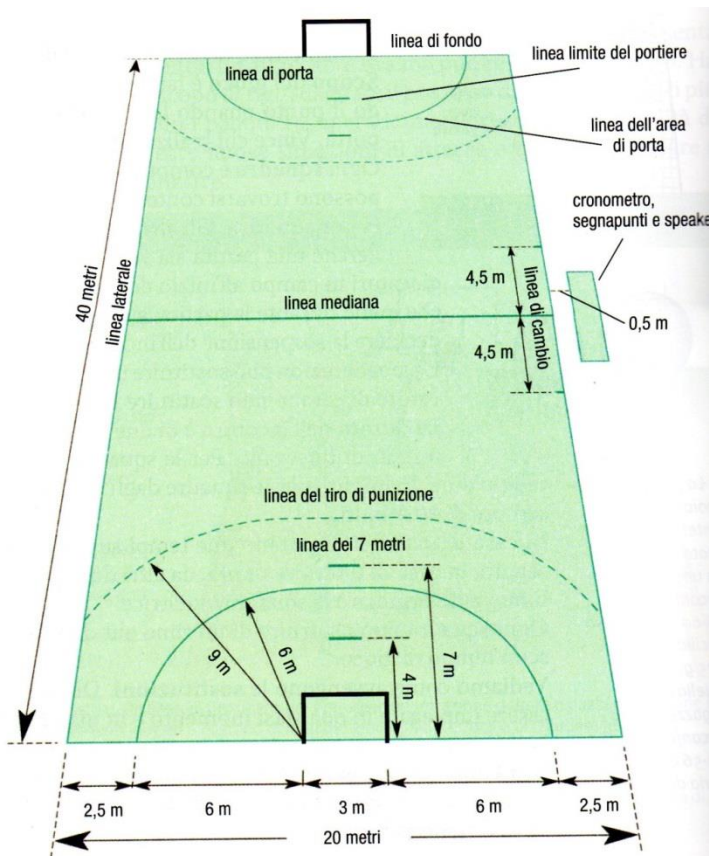 linea di fondo
linea di porta
linea limite del portiere
linea dell'area
di porta
cronometro,
segnapunti e speake
40 metri
linea laterale
4,5 m
linea di cambio
linea mediana
0,5 m
4,5 m
linea del tiro di punizione
linea dei 7 metri
9 m
6 m
4 m
7 m
2,5 m
6 m
3 m
6 m
2,5 m
20 metri